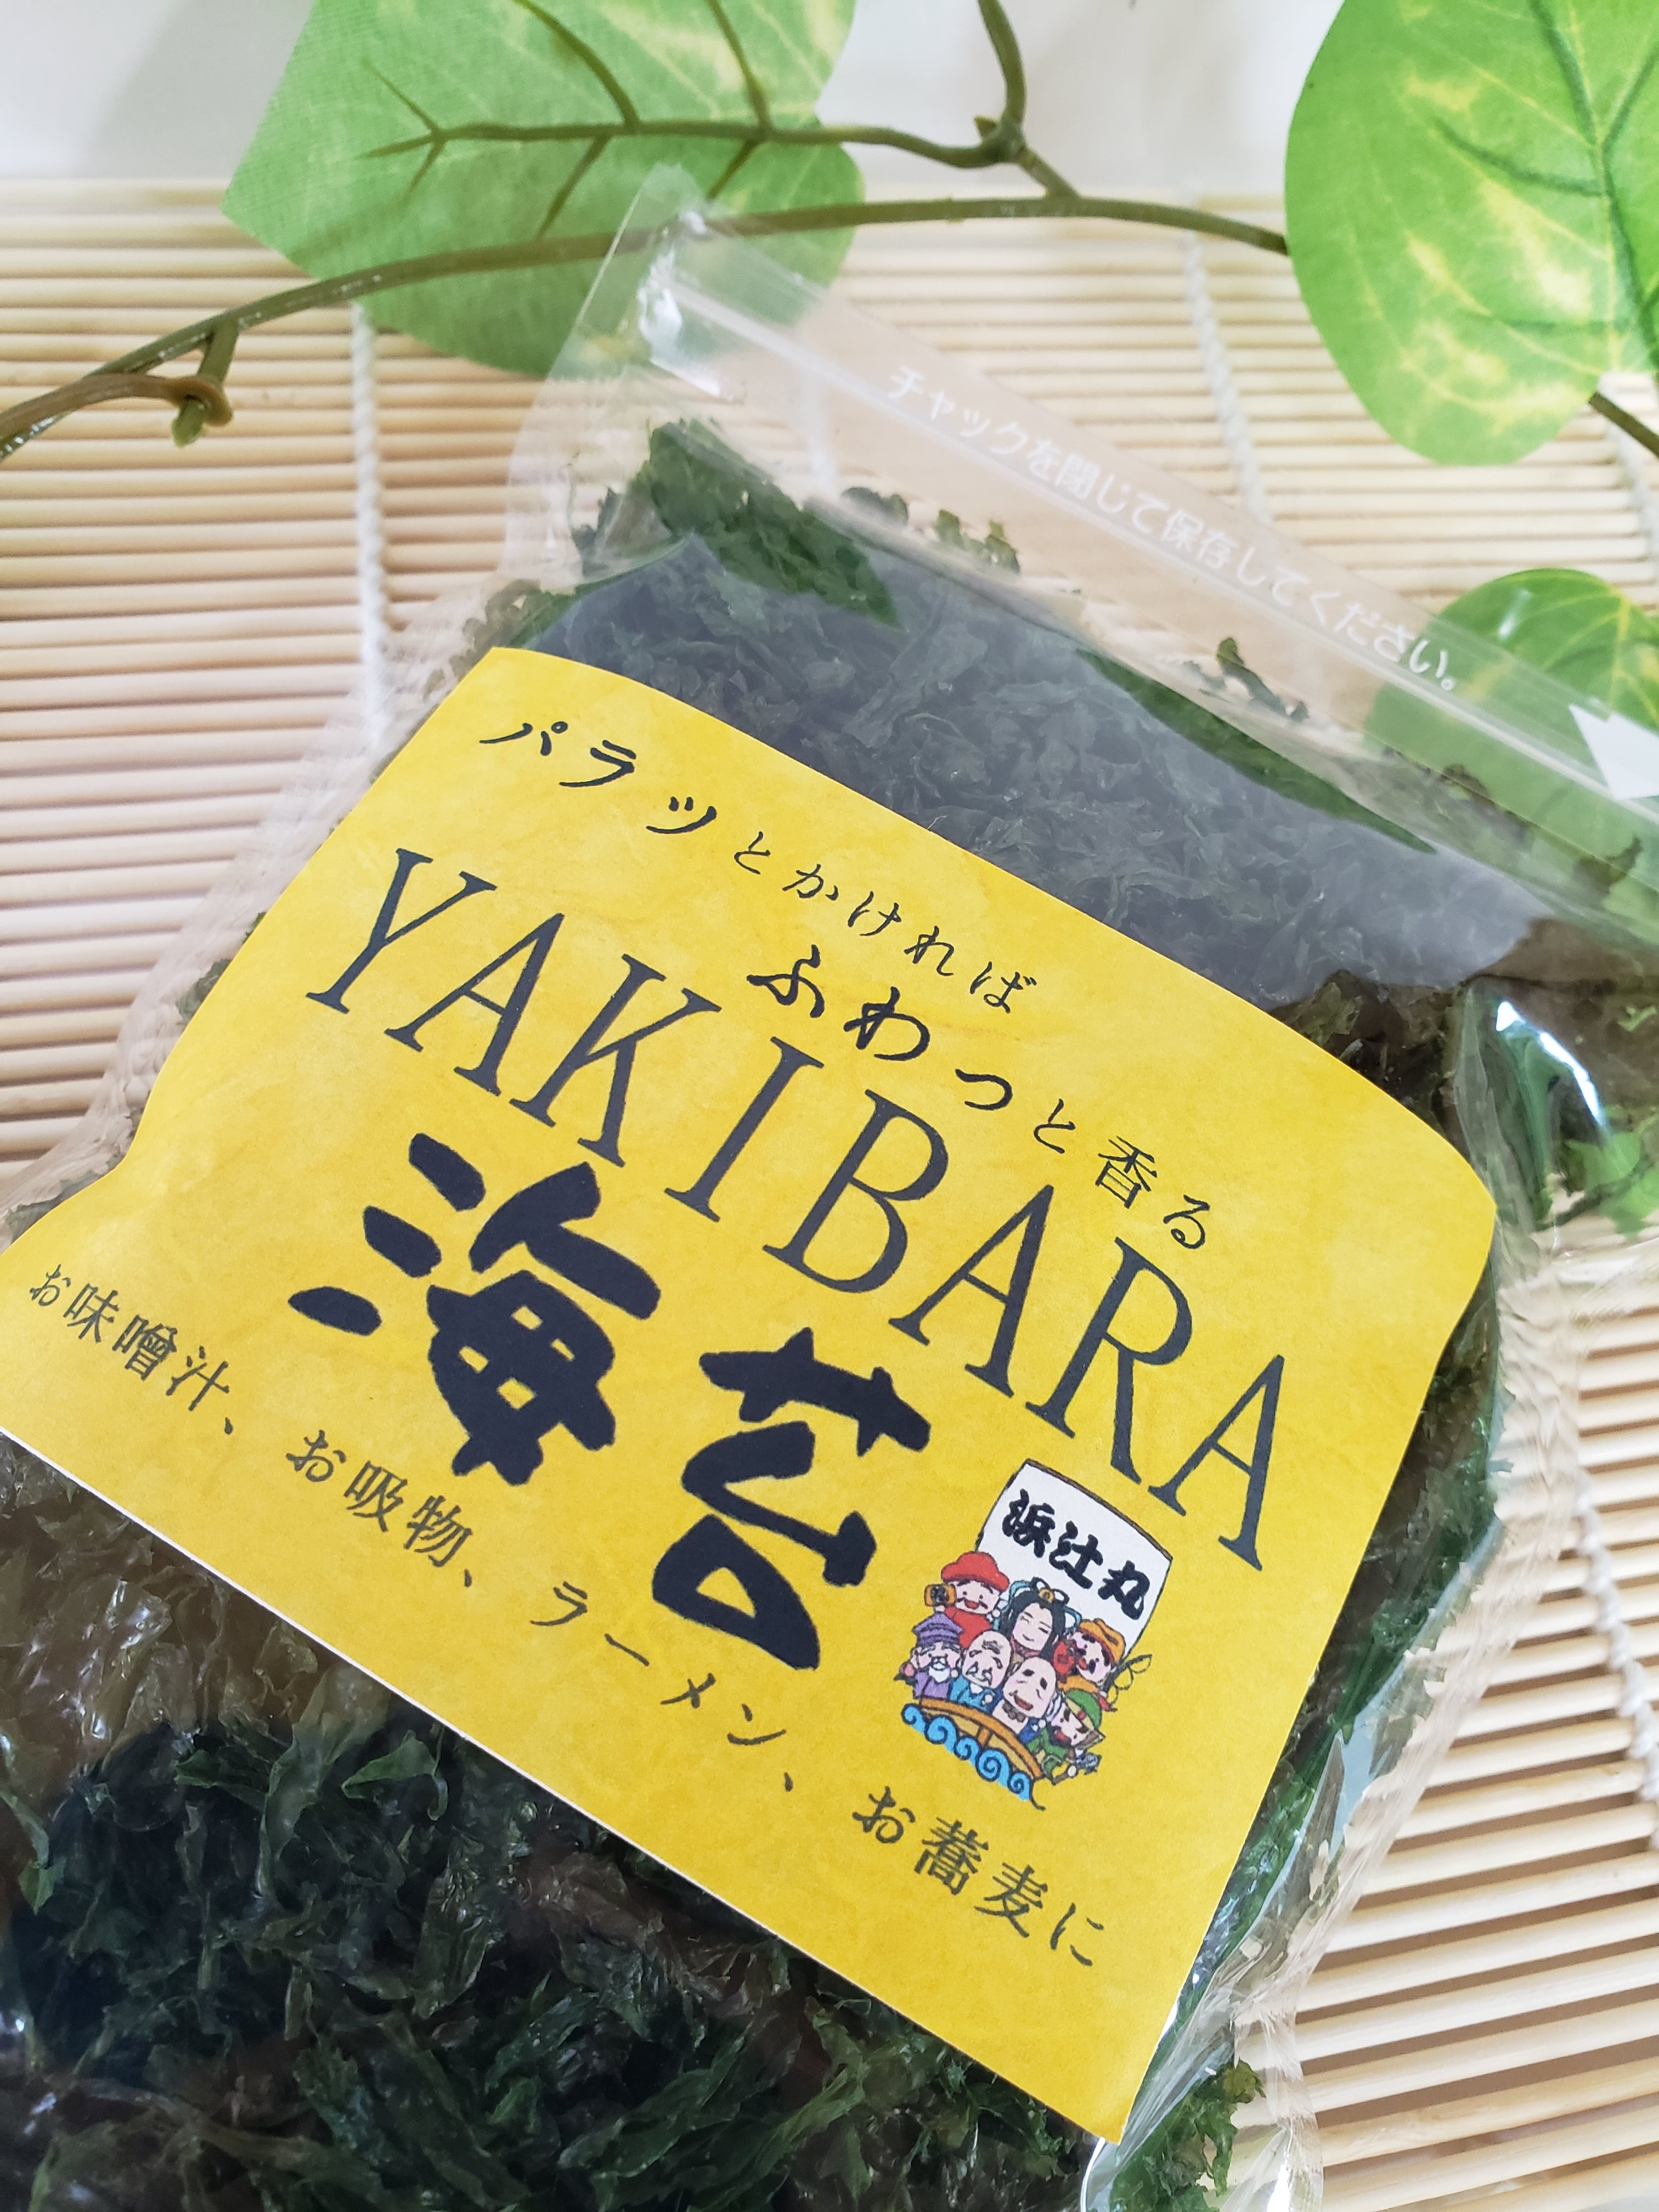 チャックを閉じて保存してください。
パラッとかければ
ふわっと香る
YAKIBARA
海苔
浜辻丸
お味噌汁、お吸物、ラーメン、お蕎麦に